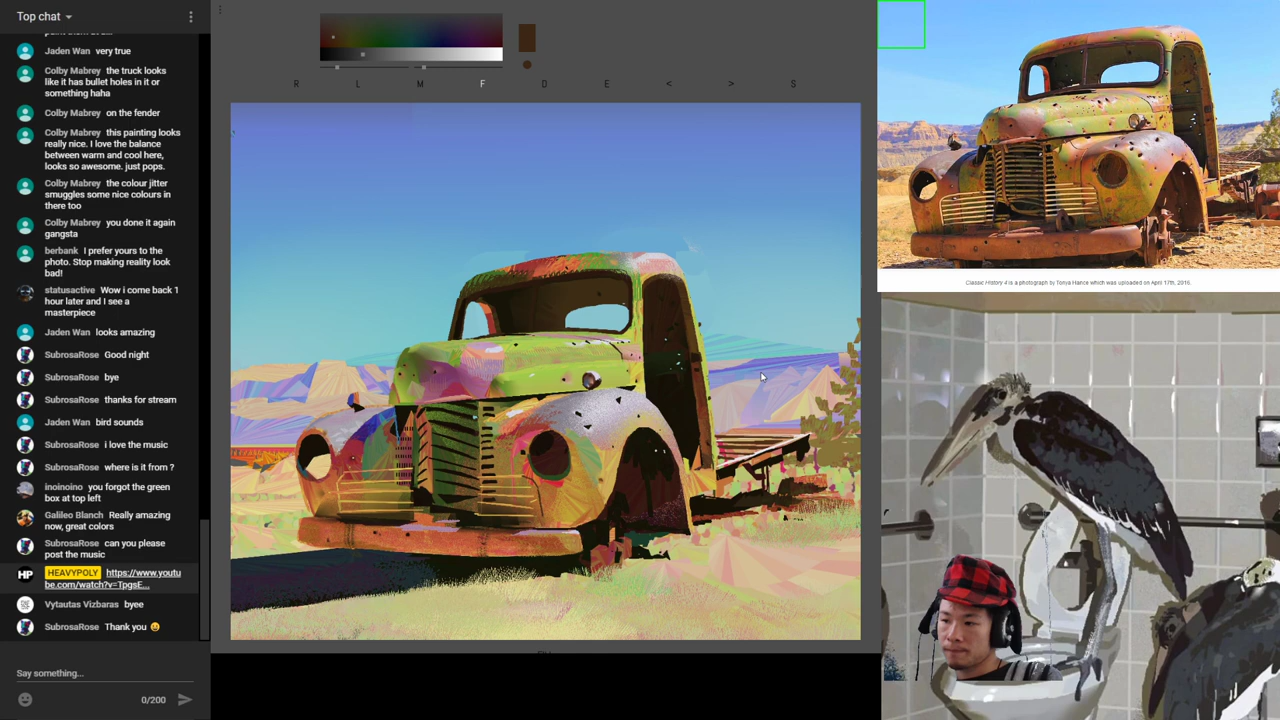 Top chat
Jaden Wan very true
Colby Mabrey the truck looks
like it has bullet holes in it or
something haha
Colby Mabrey on the fender
Colby Mabrey this painting looks
really nice. I love the balance
between warm and cool here,
looks so awesome. just pops.
Colby Mabrey the colour jitter
smuggles some nice colours in
there too
Colby Mabrey you done it again
gangsta
berbank I prefer yours to the
photo. Stop making reality look
bad!
statusactive Wow i come back 1
hour later and I see a
masterpiece
Jaden Wan looks amazing
SubrosaRose Good night
SubrosaRose bye
SubrosaRose thanks for stream
Jaden Wan bird sounds
SubrosaRose i love the music
SubrosaRose where is it from ?
inoinoino you forgot the green
box at top left
Galileo Blanch Really amazing
now, great colors
SubrosaRose can you please
post the music
HP HEAVYPOLY https://www.youtu
be.com/watch?v=TpgsE...
Vytautas Vizbaras byee
SubrosaRose Thank you
Say something...
0/200
R L M F D E < > S
Classic History 4 is a photograph by Tonya Hance which was uploaded on April 17th, 2015.